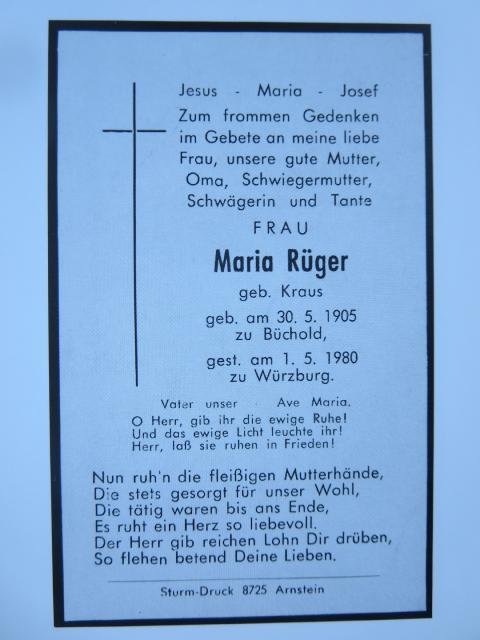 Jesus - Maria - Josef
Zum frommen Gedenken
im Gebete an meine liebe
Frau, unsere gute Mutter,
Oma, Schwiegermutter,
Schwägerin und Tante
FRAU
Maria Rüger
geb. Kraus
geb. am 30. 5. 1905
zu Büchold,
gest. am 1. 5. 1980
zu Würzburg.
Vater unser - Ave Maria.
O Herr, gib ihr die ewige Ruhe!
Und das ewige Licht leuchte ihr!
Herr, laß sie ruhen in Frieden!
Nun ruh'n die fleißigen Mutterhände,
Die stets gesorgt für unser Wohl,
Die tätig waren bis ans Ende,
Es ruht ein Herz so liebevoll.
Der Herr gib reichen Lohn Dir drüben,
So flehen betend Deine Lieben.
Sturm-Druck 8725 Arnstein